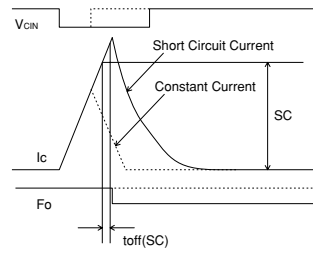 VCIN
Short Circuit Current
Constant Current
SC
Ic
Fo
toff(SC)